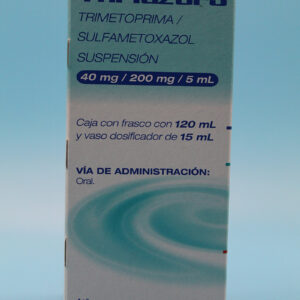 TRIMETOPRIMA /
SULFAMETOXAZOL
SUSPENSIÓN
40 mg / 200 mg / 5 mL
Caja con frasco con 120 mL
y vaso dosificador de 15 mL
VÍA DE ADMINISTRACIÓN:
Oral.